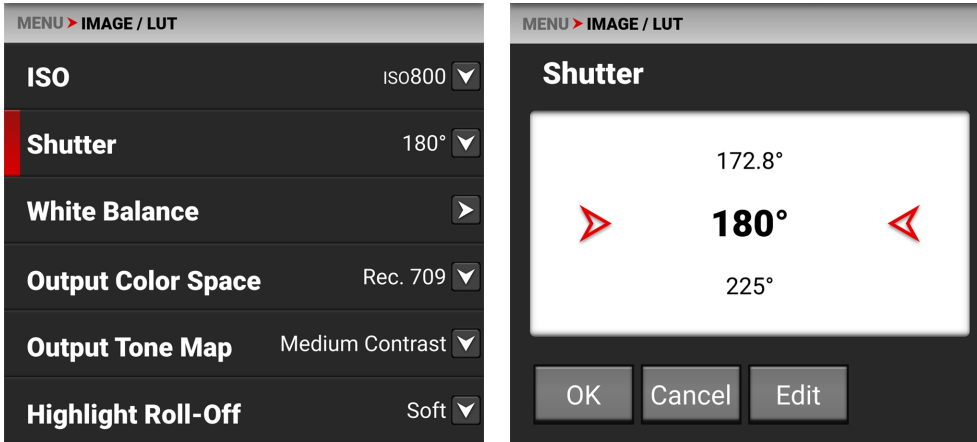 MENU IMAGE / LUT
ISO ISO800
Shutter 180°
White Balance
Output Color Space Rec. 709
Output Tone Map Medium Contrast
Highlight Roll-Off Soft
MENU IMAGE / LUT
Shutter
172.8°
180°
225°
OK Cancel Edit